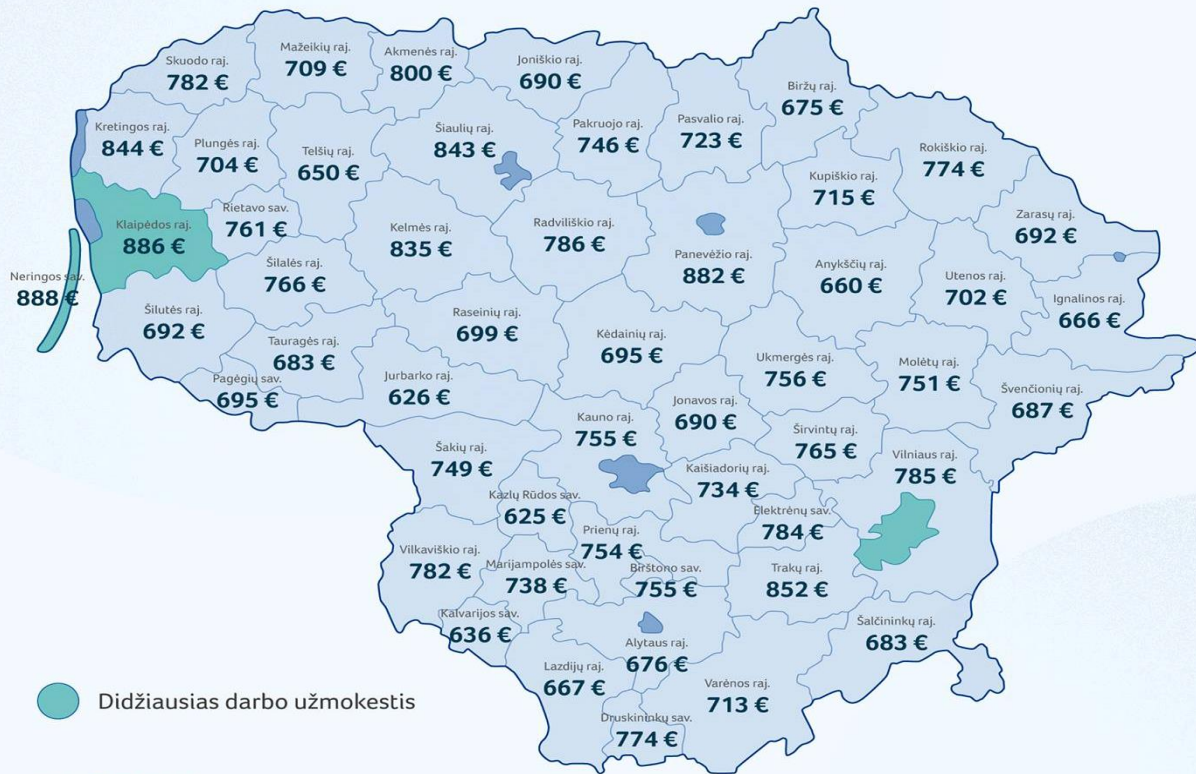 Skuodo raj.
782 €
Mažeikių raj.
709 €
Akmenės raj.
800 €
Joniškio raj.
690 €
Biržų raj.
675 €
Kretingos raj.
844 €
Plungės raj.
704 €
Telšių raj.
650 €
Šiaulių raj.
843 €
Pakruojo raj.
746 €
Pasvalio raj.
723 €
Rokiškio raj.
774 €
Kupiškio raj.
715 €
Klaipėdos raj.
886 €
Rietavo sav.
761 €
Kelmės raj.
835 €
Radviliškio raj.
786 €
Panevėžio raj.
882 €
Anykščių raj.
660 €
Zarasų raj.
692 €
Neringos sav.
888 €
Šilalės raj.
766 €
Utenos raj.
702 €
Ignalinos raj.
666 €
Šilutės raj.
692 €
Tauragės raj.
683 €
Raseinių raj.
699 €
Kėdainių raj.
695 €
Ukmergės raj.
756 €
Molėtų raj.
751 €
Švenčionių raj.
687 €
Pagėgių sav.
695 €
Jurbarko raj.
626 €
Kauno raj.
755 €
Jonavos raj.
690 €
Širvintų raj.
765 €
Vilniaus raj.
785 €
Šakių raj.
749 €
Kaišiadorių raj.
734 €
Kazlų Rūdos sav.
625 €
Elektrėnų sav.
784 €
Prienų raj.
754 €
Vilkaviškio raj.
782 €
Marijampolės sav.
738 €
Birštono sav.
755 €
Trakų raj.
852 €
Kalvarijos sav.
636 €
Alytaus raj.
676 €
Šalčininkų raj.
683 €
Lazdijų raj.
667 €
Varėnos raj.
713 €
Druskininkų sav.
774 €
Didžiausias darbo užmokestis